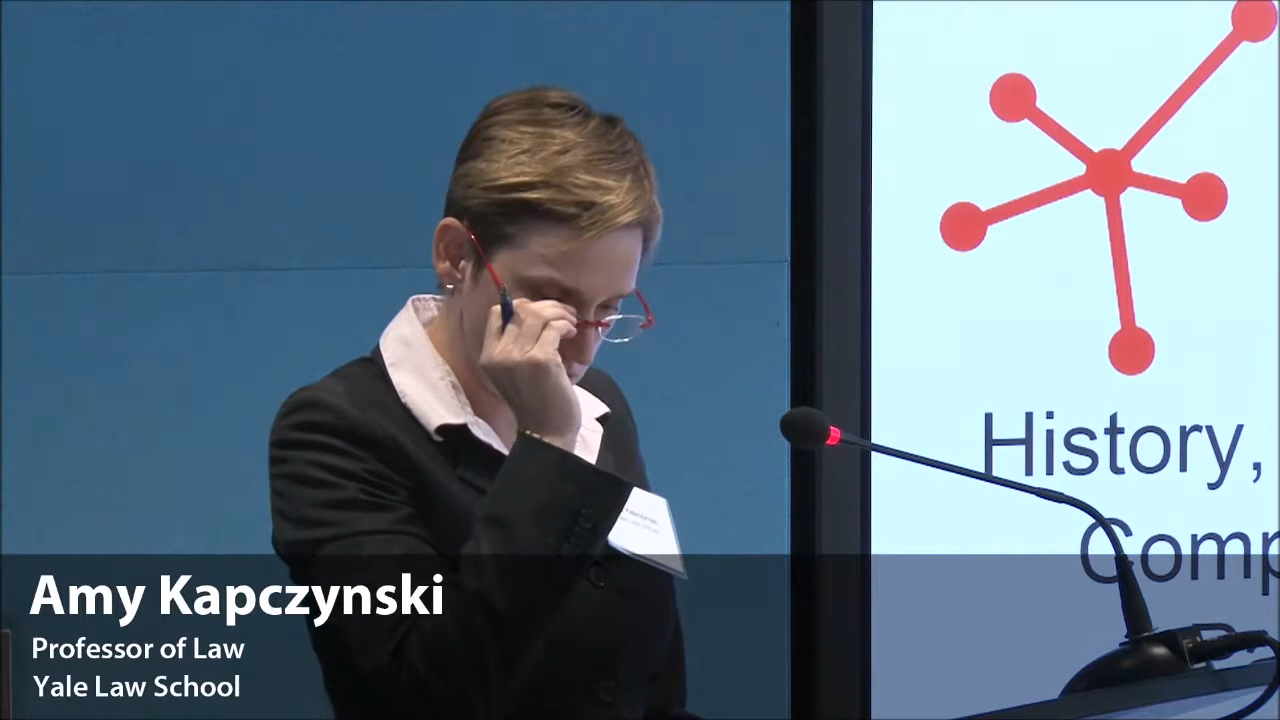 History,
Comp
Amy Kapczynski
Professor of Law
Yale Law School